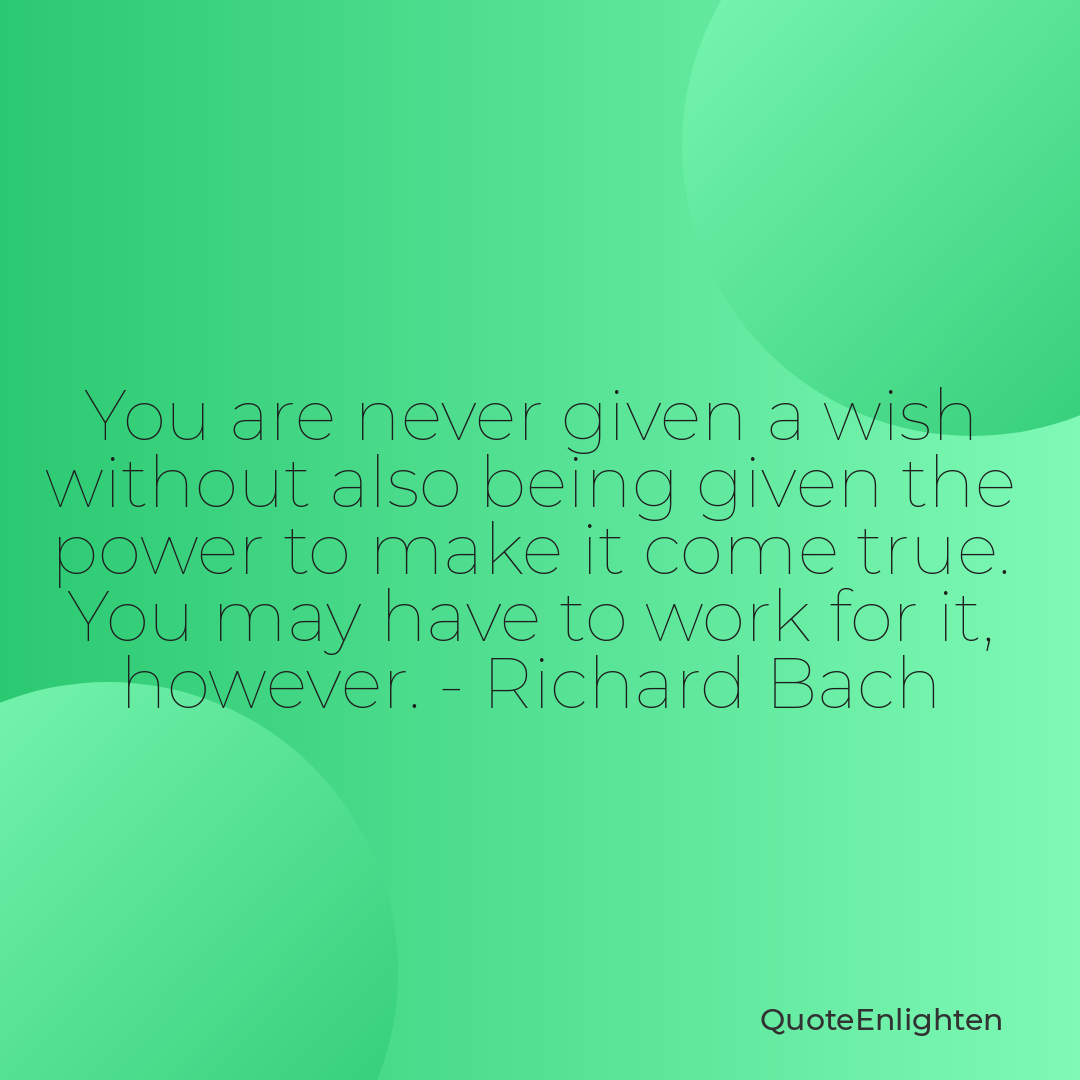 You are never given a wish
without also being given the
power to make it come true.
You may have to work for it,
however. - Richard Bach
QuoteEnlighten